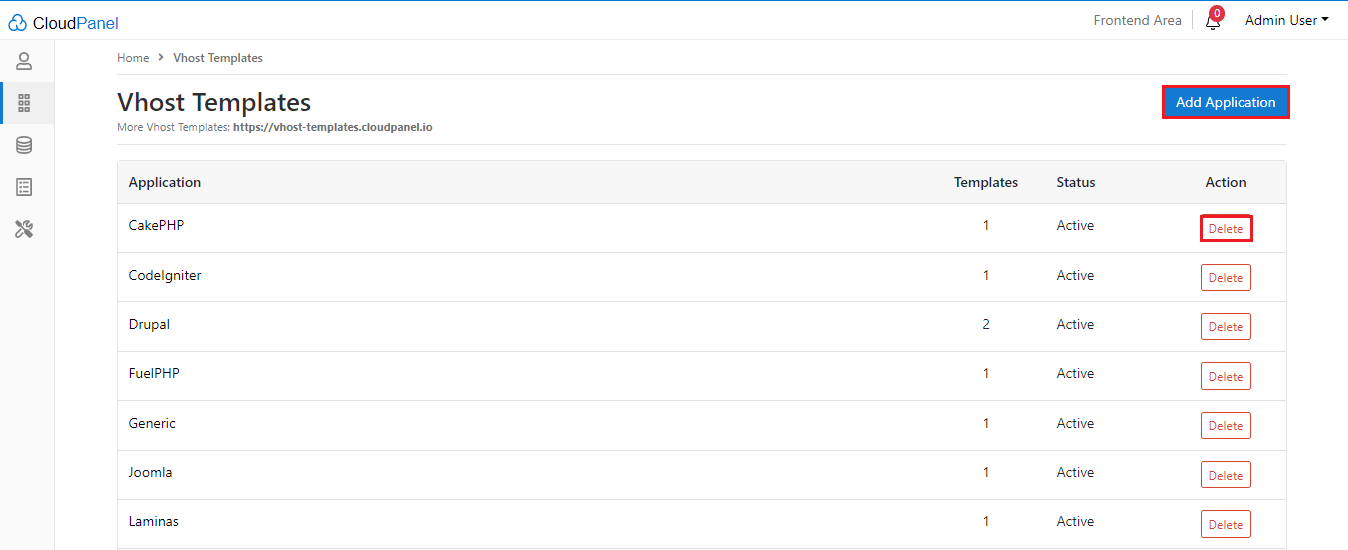 CloudPanel Frontend Area 0 Admin User
Home > Vhost Templates
Vhost Templates
Add Application
More Vhost Templates: https://vhost-templates.cloudpanel.io
Application Templates Status Action
CakePHP 1 Active Delete
CodeIgniter 1 Active Delete
Drupal 2 Active Delete
FuelPHP 1 Active Delete
Generic 1 Active Delete
Joomla 1 Active Delete
Laminas 1 Active Delete